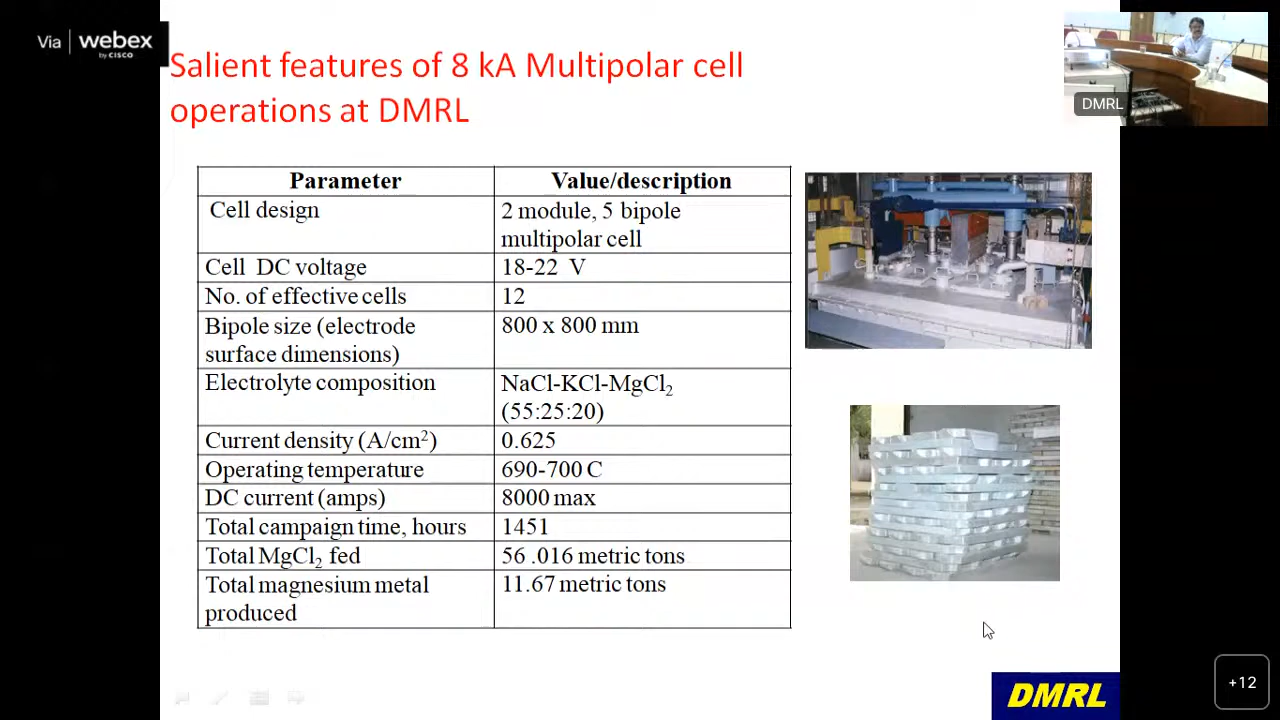 Via webex
by CISCO
Salient features of 8 kA Multipolar cell
operations at DMRL
DMRL
Parameter Value/description
Cell design 2 module, 5 bipole
multipolar cell
Cell DC voltage 18-22 V
No. of effective cells 12
Bipole size (electrode 800 x 800 mm
surface dimensions)
Electrolyte composition NaCl-KCl-MgCl₂
(55:25:20)
Current density (A/cm²) 0.625
Operating temperature 690-700 C
DC current (amps) 8000 max
Total campaign time, hours 1451
Total MgCl₂ fed 56 .016 metric tons
Total magnesium metal 11.67 metric tons
produced
DMRL
+12